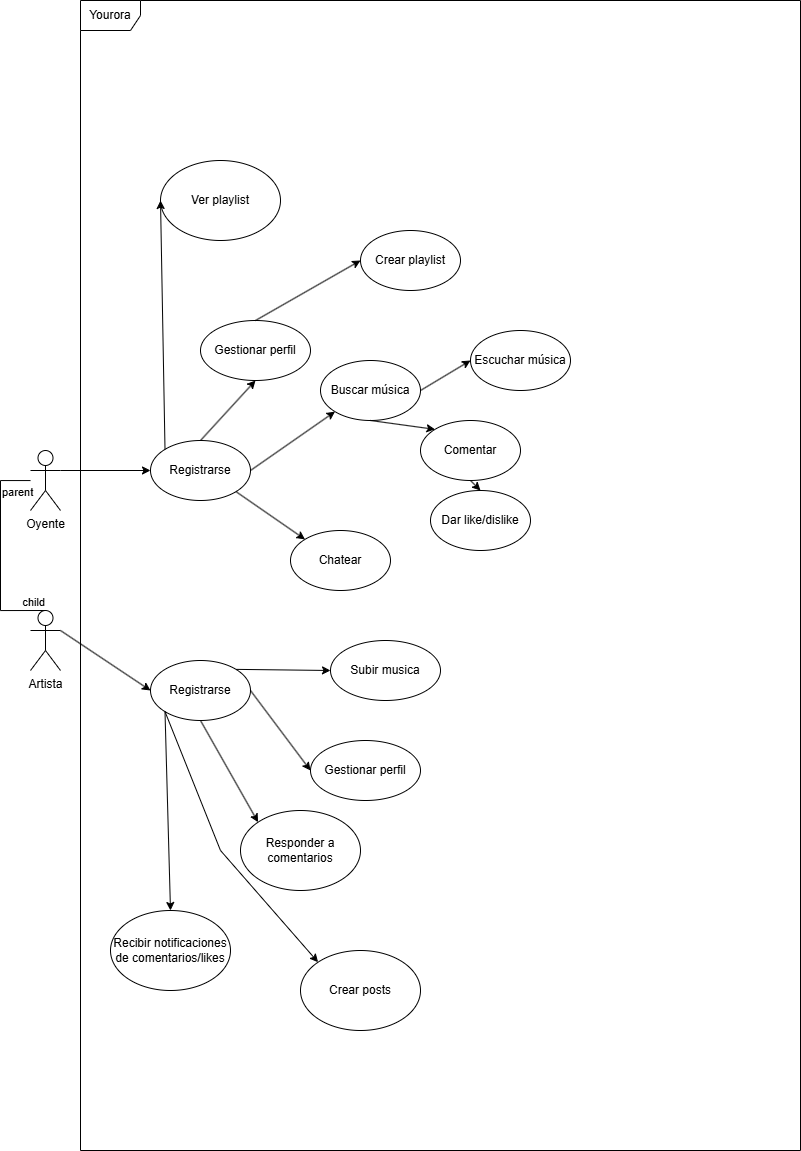 Yourora
Ver playlist
Crear playlist
Gestionar perfil
Escuchar música
Buscar música
Comentar
Registrarse
parent
Oyente
Dar like/dislike
Chatear
child
Artista
Registrarse
Subir musica
Gestionar perfil
Responder a
comentarios
Recibir notificaciones
de comentarios/likes
Crear posts